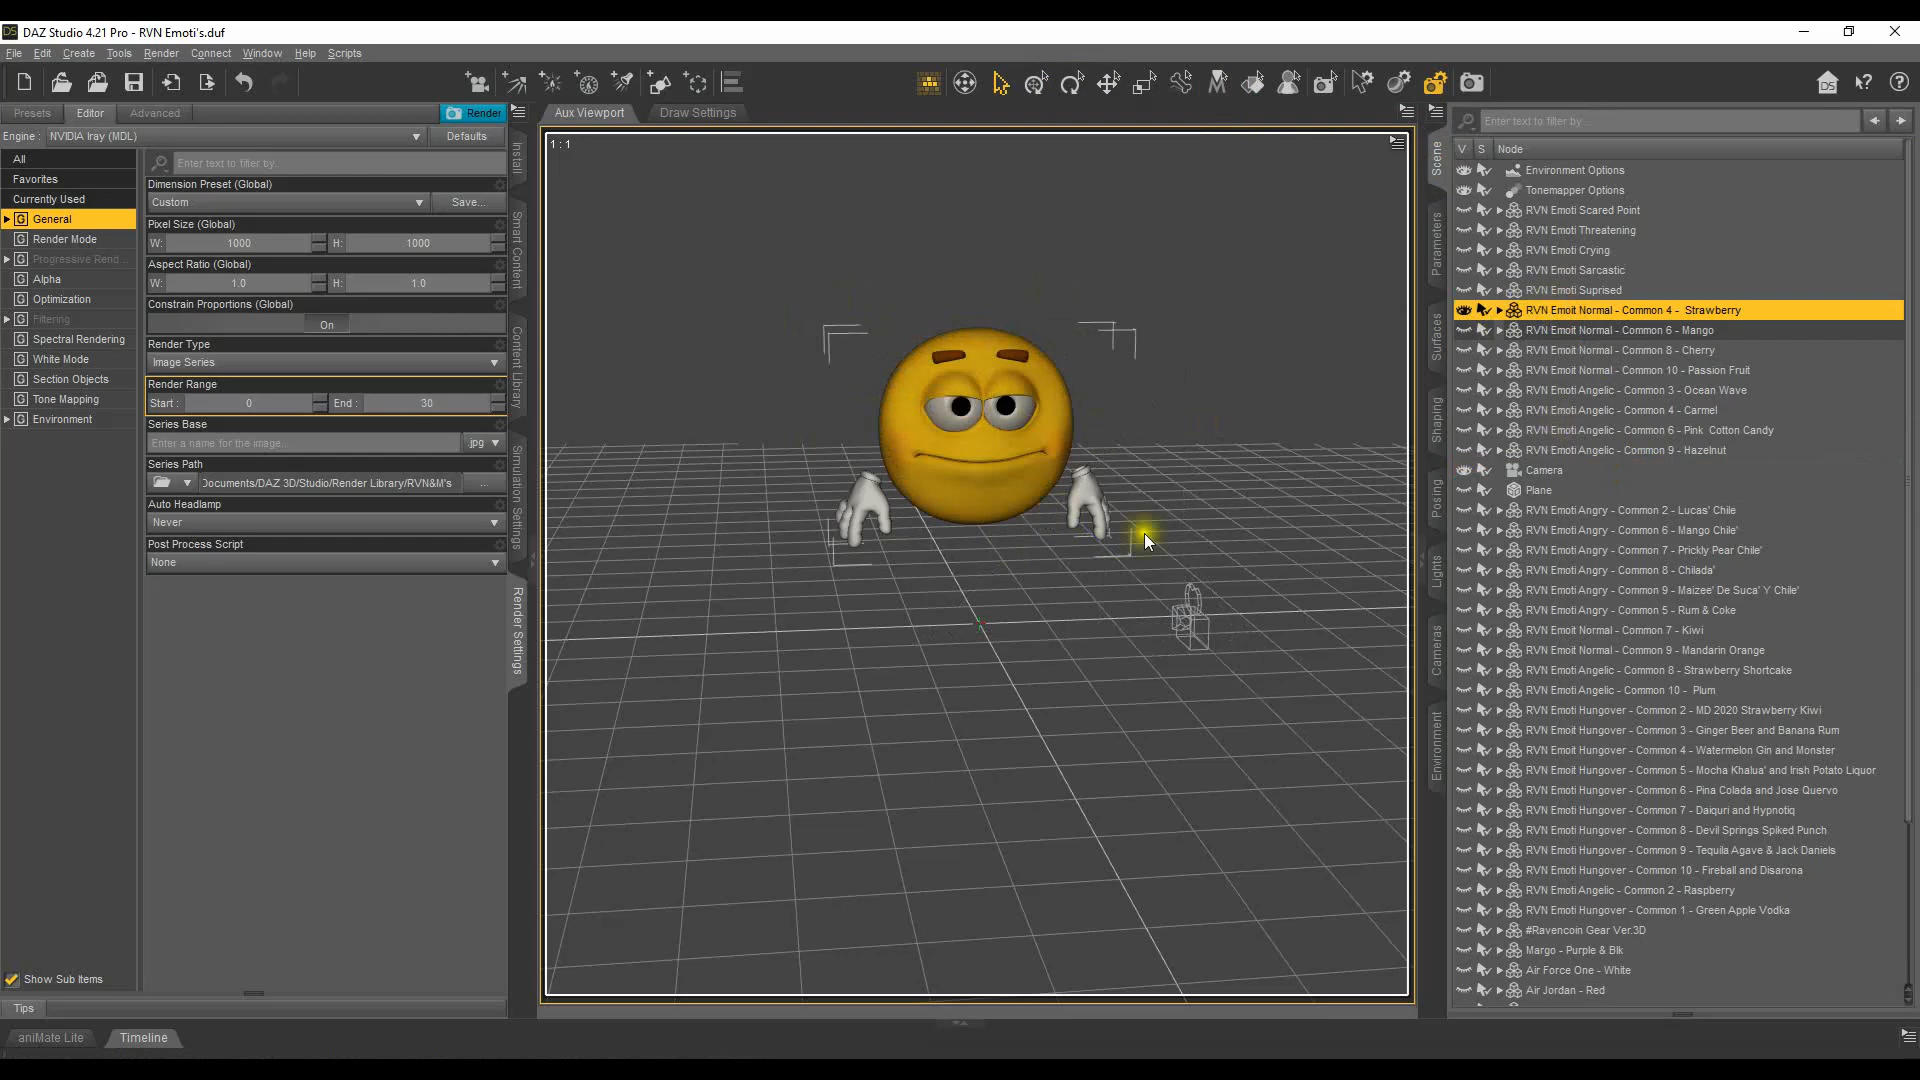 DAZ Studio 4.21 Pro - RVN Emoti's.duf
File Edit Create Tools Render Connect Window Help Scripts
Presets Editor Advanced Render
Engine : NVIDIA Iray (MDL) Defaults
All
Favorites
Currently Used
General
Render Mode
Progressive Rend...
Alpha
Optimization
Filtering
Spectral Rendering
White Mode
Section Objects
Tone Mapping
Environment
Show Sub Items
Tips
Enter text to filter by...
Dimension Preset (Global)
Custom Save...
Pixel Size (Global)
W: 1000 H: 1000
Aspect Ratio (Global)
W: 1.0 H: 1.0
Constrain Proportions (Global)
On
Render Type
Image Series
Render Range
Start : 0 End : 30
Series Base
Enter a name for the image... .jpg
Series Path
Documents/DAZ 3D/Studio/Render Library/RVN&M's ...
Auto Headlamp
Never
Post Process Script
None
Install
Smart Content
Content Library
Simulation Settings
Render Settings
Aux Viewport Draw Settings
1 : 1
Scene
Parameters
Surfaces
Shaping
Posing
Lights
Cameras
Environment
Enter text to filter by...
V S Node
Environment Options
Tonemapper Options
RVN Emoti Scared Point
RVN Emoti Threatening
RVN Emoti Crying
RVN Emoti Sarcastic
RVN Emoti Suprised
RVN Emoit Normal - Common 4 - Strawberry
RVN Emoit Normal - Common 6 - Mango
RVN Emoit Normal - Common 8 - Cherry
RVN Emoit Normal - Common 10 - Passion Fruit
RVN Emoti Angelic - Common 3 - Ocean Wave
RVN Emoti Angelic - Common 4 - Carmel
RVN Emoti Angelic - Common 6 - Pink Cotton Candy
RVN Emoti Angelic - Common 9 - Hazelnut
Camera
Plane
RVN Emoti Angry - Common 2 - Lucas' Chile
RVN Emoti Angry - Common 6 - Mango Chile'
RVN Emoti Angry - Common 7 - Prickly Pear Chile'
RVN Emoti Angry - Common 8 - Chilada'
RVN Emoti Angry - Common 9 - Maizee' De Suca' Y Chile'
RVN Emoti Angry - Common 5 - Rum & Coke
RVN Emoit Normal - Common 7 - Kiwi
RVN Emoit Normal - Common 9 - Mandarin Orange
RVN Emoti Angelic - Common 8 - Strawberry Shortcake
RVN Emoti Angelic - Common 10 - Plum
RVN Emoti Hungover - Common 2 - MD 2020 Strawberry Kiwi
RVN Emoti Hungover - Common 3 - Ginger Beer and Banana Rum
RVN Emoit Hungover - Common 4 - Watermelon Gin and Monster
RVN Emoit Hungover - Common 5 - Mocha Khalua' and Irish Potato Liquor
RVN Emoti Hungover - Common 6 - Pina Colada and Jose Quervo
RVN Emoti Hungover - Common 7 - Daiquri and Hypnotiq
RVN Emoti Hungover - Common 8 - Devil Springs Spiked Punch
RVN Emoti Hungover - Common 9 - Tequila Agave & Jack Daniels
RVN Emoti Hungover - Common 10 - Fireball and Disarona
RVN Emoti Angelic - Common 2 - Raspberry
RVN Emoti Hungover - Common 1 - Green Apple Vodka
#Ravencoin Gear Ver.3D
Margo - Purple & Blk
Air Force One - White
Air Jordan - Red
aniMate Lite Timeline